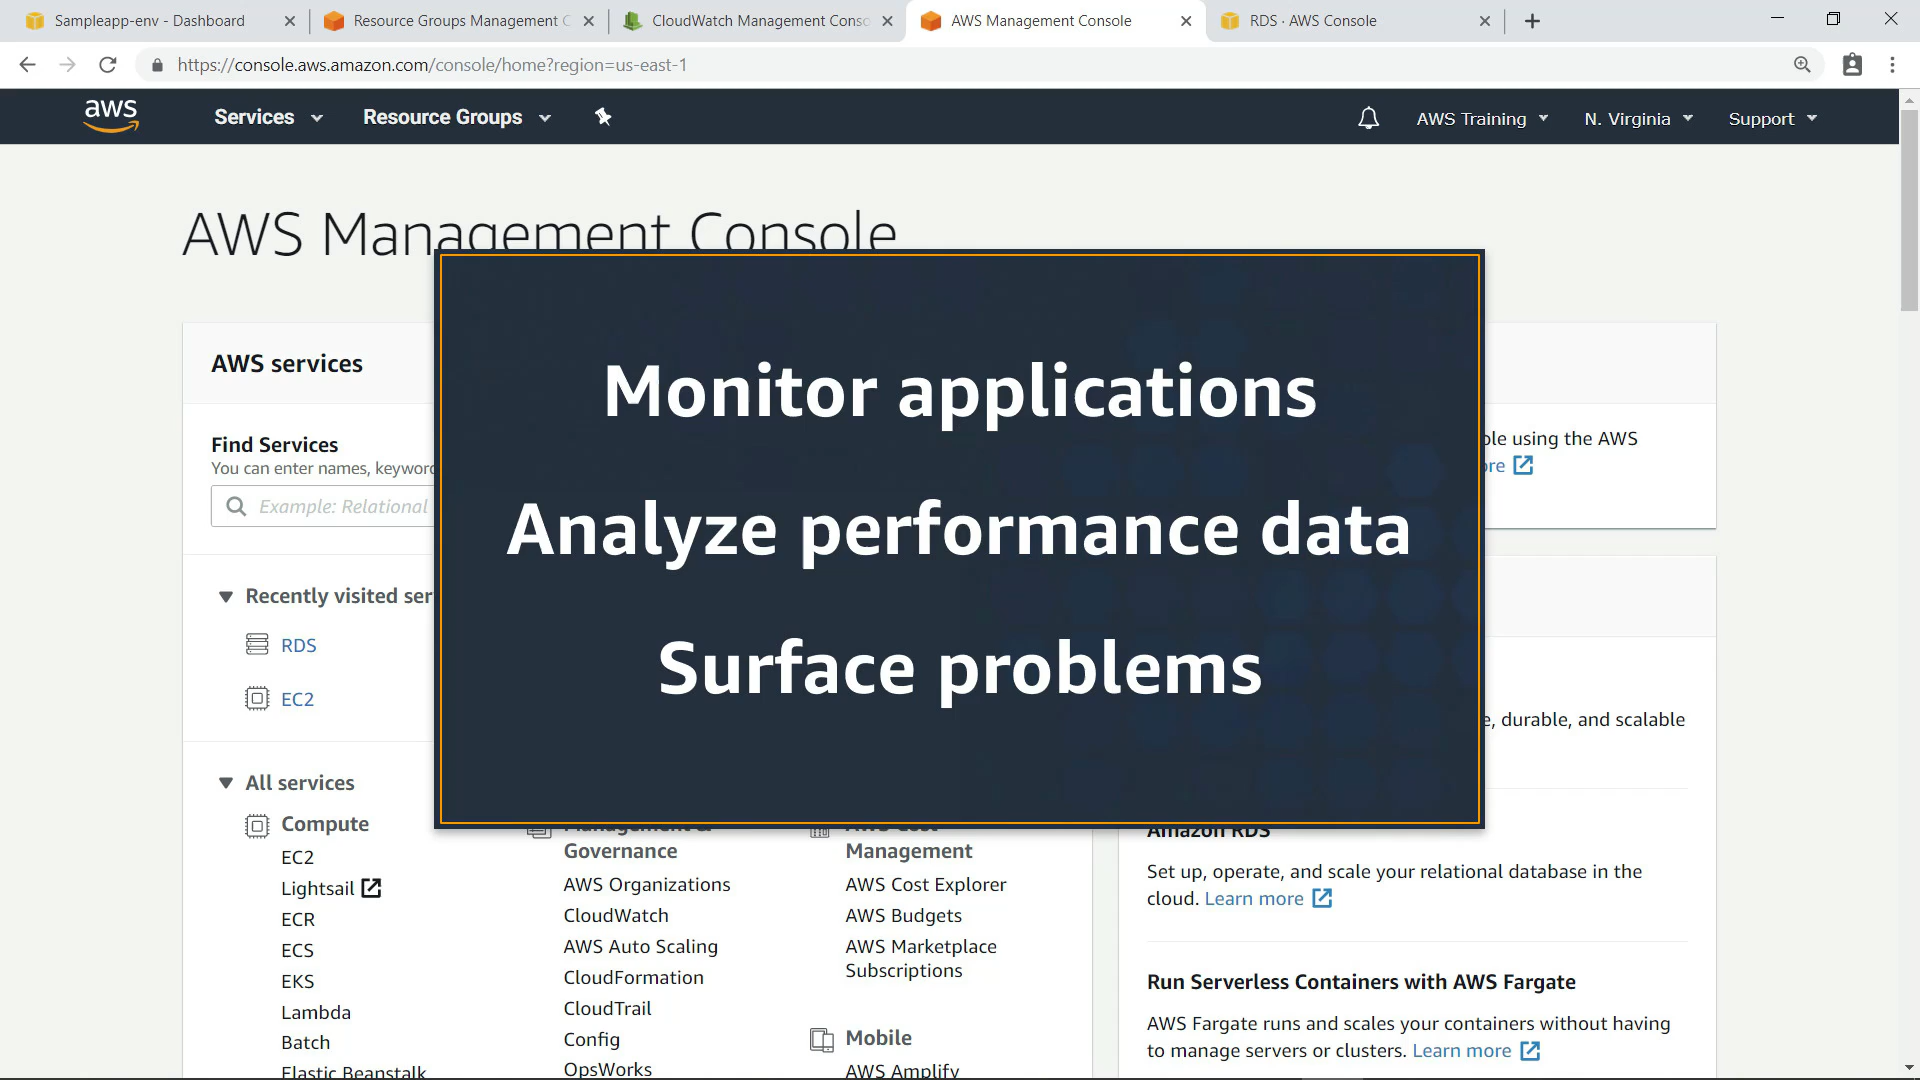 Sampleapp-env - Dashboard
Resource Groups Management C
CloudWatch Management Conso
AWS Management Console
RDS · AWS Console
https://console.aws.amazon.com/console/home?region=us-east-1
aws
Services
Resource Groups
AWS Training
N. Virginia
Support
AWS Management Console
Monitor applications
Analyze performance data
Surface problems
AWS services
Find Services
You can enter names, keyword
Example: Relational
Recently visited ser
RDS
EC2
All services
Compute
EC2
Lightsail
ECR
ECS
EKS
Lambda
Batch
Elastic Beanstalk
Management &
Governance
AWS Organizations
CloudWatch
AWS Auto Scaling
CloudFormation
CloudTrail
Config
OpsWorks
AWS Cost
Management
AWS Cost Explorer
AWS Budgets
AWS Marketplace
Subscriptions
Mobile
AWS Amplify
ble using the AWS
ore
e, durable, and scalable
Amazon RDS
Set up, operate, and scale your relational database in the
cloud. Learn more
Run Serverless Containers with AWS Fargate
AWS Fargate runs and scales your containers without having
to manage servers or clusters. Learn more